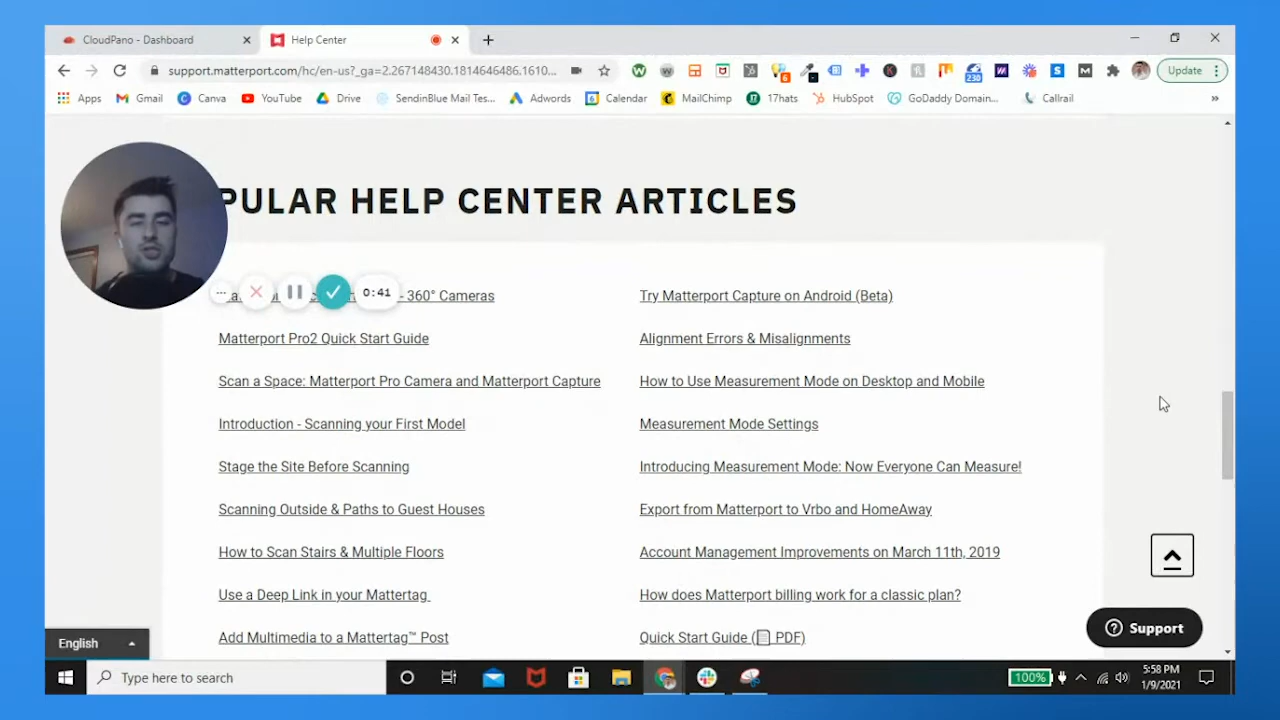 CloudPano - Dashboard
Help Center
support.matterport.com/hc/en-us?_ga=2.267148430.1814646486.1610...
6
230
Update
Apps
Gmail
Canva
YouTube
Drive
SendinBlue Mail Tes...
Adwords
Calendar
MailChimp
17hats
HubSpot
GoDaddy Domain...
Callrail
»
PULAR HELP CENTER ARTICLES
0:41
- 360° Cameras
Try Matterport Capture on Android (Beta)
Matterport Pro2 Quick Start Guide
Alignment Errors & Misalignments
Scan a Space: Matterport Pro Camera and Matterport Capture
How to Use Measurement Mode on Desktop and Mobile
Introduction - Scanning your First Model
Measurement Mode Settings
Stage the Site Before Scanning
Introducing Measurement Mode: Now Everyone Can Measure!
Scanning Outside & Paths to Guest Houses
Export from Matterport to Vrbo and HomeAway
How to Scan Stairs & Multiple Floors
Account Management Improvements on March 11th, 2019
Use a Deep Link in your Mattertag
How does Matterport billing work for a classic plan?
Add Multimedia to a Mattertag™ Post
Quick Start Guide (📄 PDF)
Support
English
Type here to search
100%
5:58 PM
1/9/2021